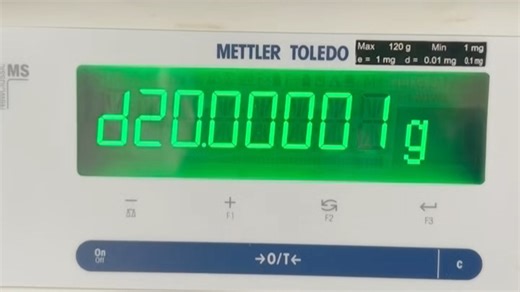 METTLER TOLEDO
Max 120 g Min 1 mg
e = 1 mg d = 0.01 mg 0.1 mg
MS
d20.00001 g
F1
F2
F3
On
Off
→O/T←
C